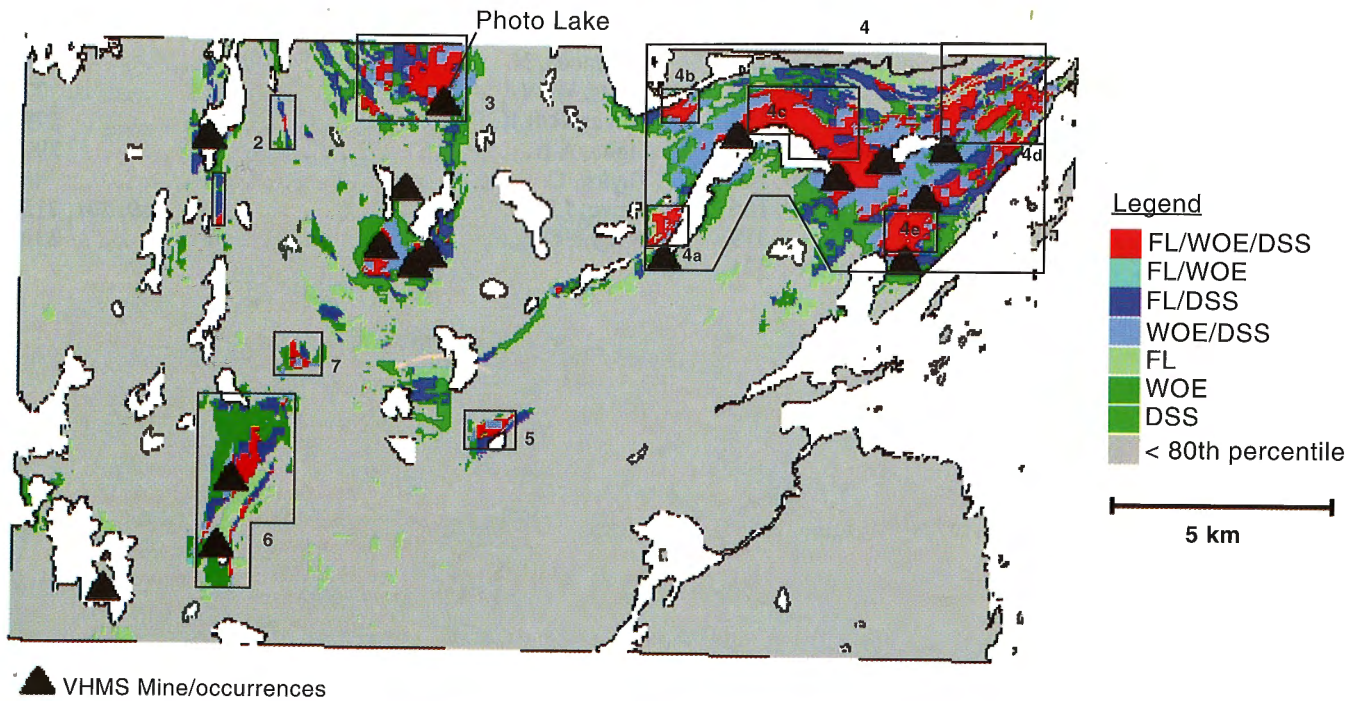 Photo Lake
4
4b
3
4c
2
4d
4e
4a
7
5
6
Legend
FL/WOE/DSS
FL/WOE
FL/DSS
WOE/DSS
FL
WOE
DSS
< 80th percentile
5 km
VHMS Mine/occurrences